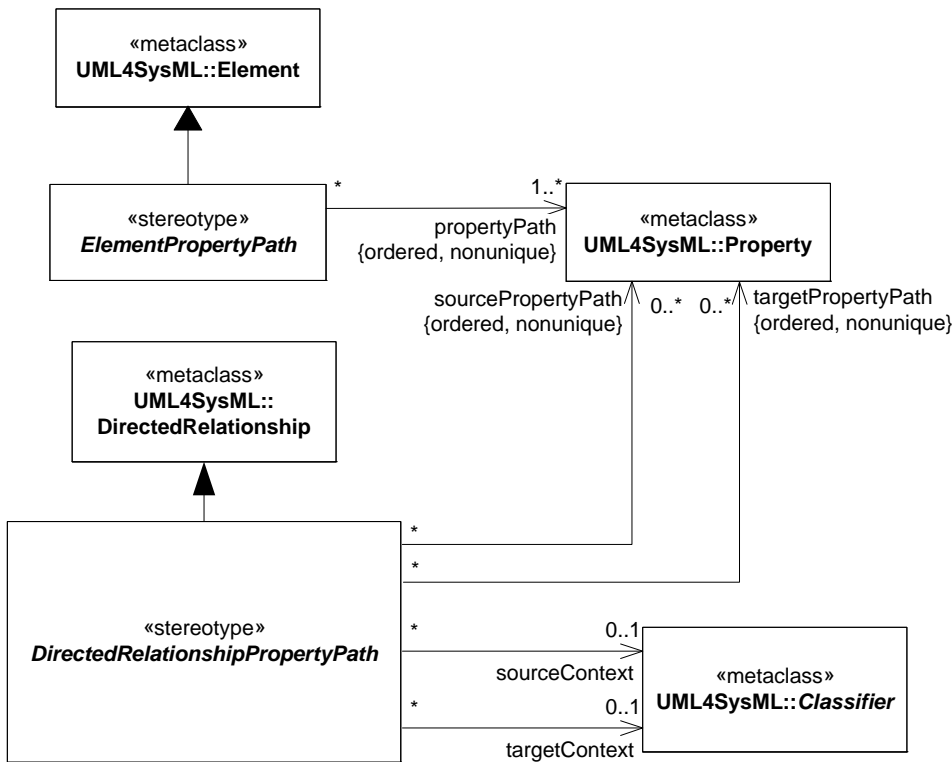 «metaclass»
UML4SysML::Element
«stereotype»
ElementPropertyPath
*
1..*
propertyPath
{ordered, nonunique}
«metaclass»
UML4SysML::Property
sourcePropertyPath
{ordered, nonunique}
0..*
0..*
targetPropertyPath
{ordered, nonunique}
«metaclass»
UML4SysML::
DirectedRelationship
«stereotype»
DirectedRelationshipPropertyPath
*
*
*
0..1
sourceContext
*
0..1
targetContext
«metaclass»
UML4SysML::Classifier